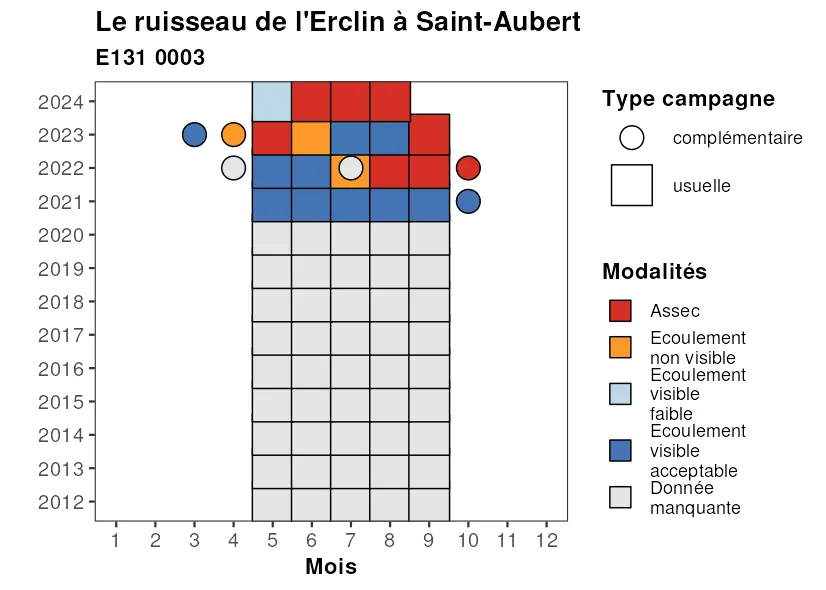 Le ruisseau de l'Erclin à Saint-Aubert
E131 0003
2024
2023
2022
2021
2020
2019
2018
2017
2016
2015
2014
2013
2012
1 2 3 4 5 6 7 8 9 10 11 12
Mois
Type campagne
complémentaire
usuelle
Modalités
Assec
Ecoulement
non visible
Ecoulement
visible
faible
Ecoulement
visible
acceptable
Donnée
manquante